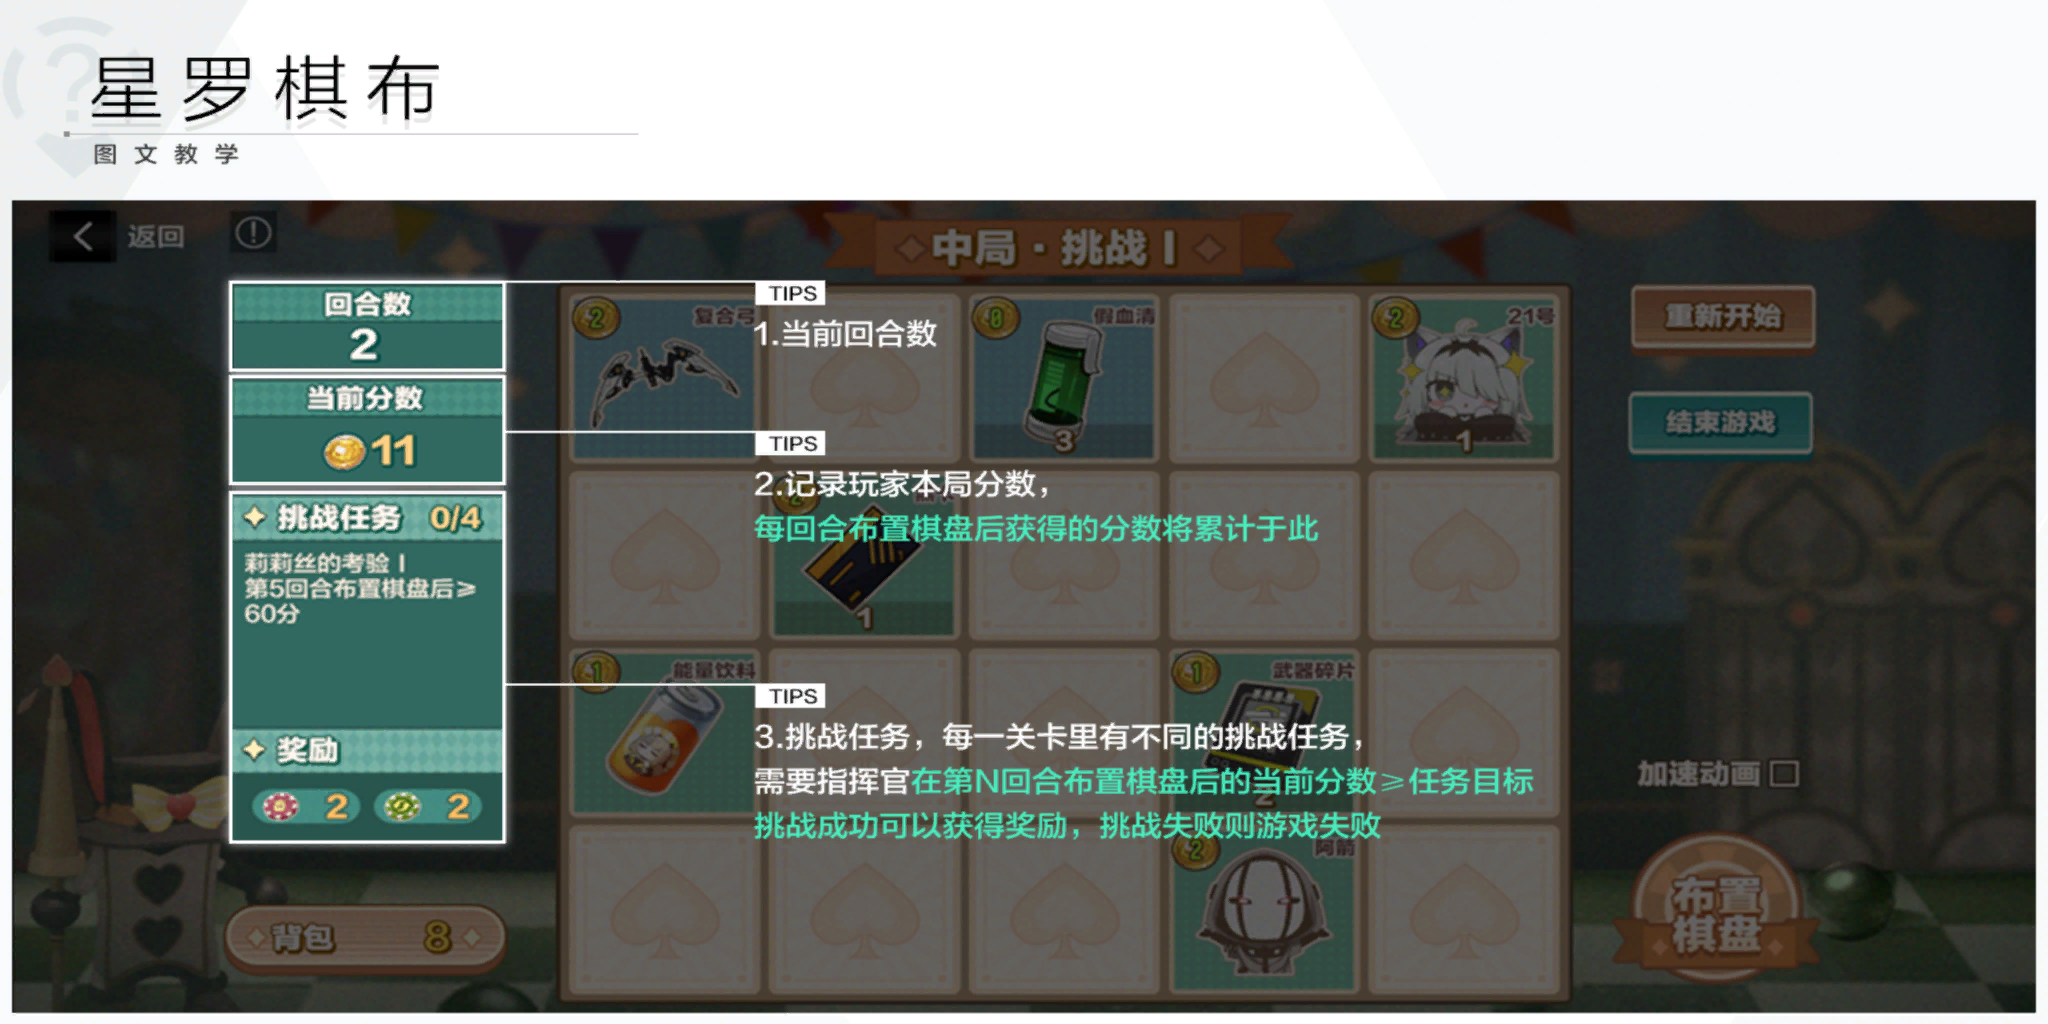 星罗棋布
图文教学
返回
中局·挑战 I
回合数
2
当前分数
11
挑战任务 0/4
莉莉丝的考验 I
第5回合布置棋盘后≥
60分
奖励
2 2
背包 8
TIPS
1.当前回合数
TIPS
2.记录玩家本局分数，
每回合布置棋盘后获得的分数将累计于此
TIPS
3.挑战任务，每一关卡里有不同的挑战任务，
需要指挥官在第N回合布置棋盘后的当前分数≥任务目标
挑战成功可以获得奖励，挑战失败则游戏失败
2 复合弓
0 假血清
3
2 21号
1
2
1
1 能量饮料
1 武器碎片
2
2 阿箭
重新开始
结束游戏
加速动画
布置
棋盘